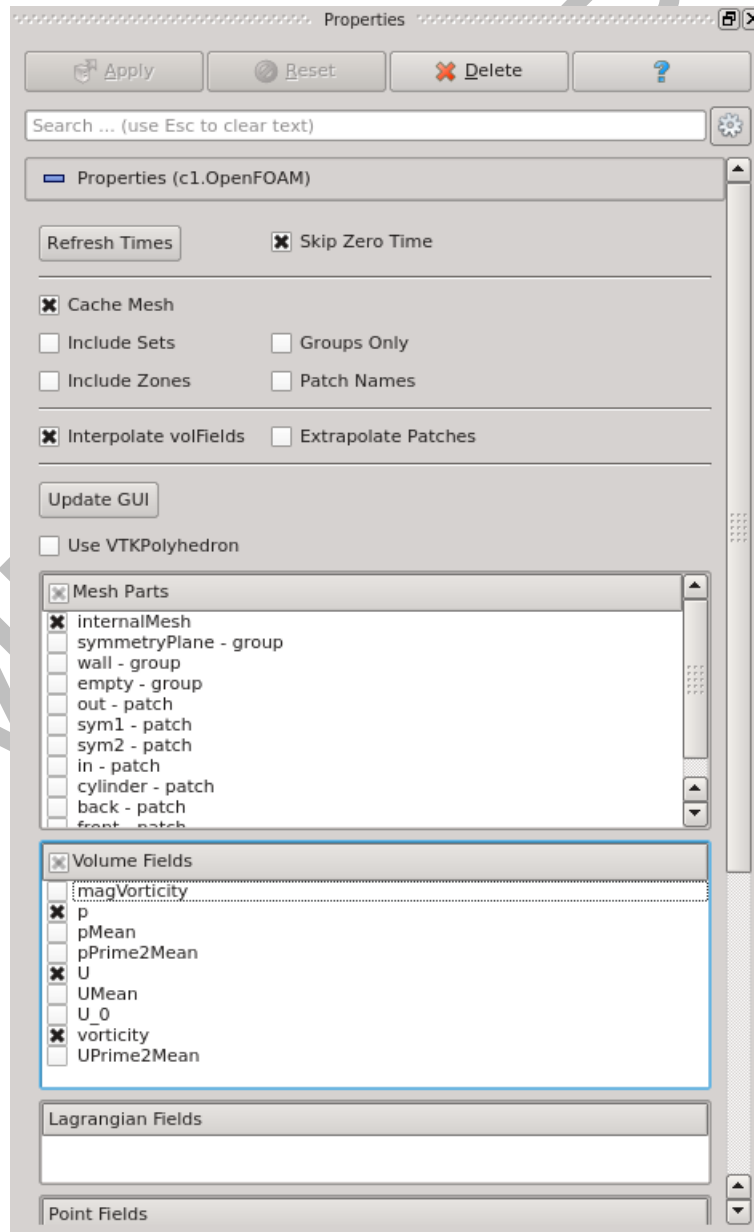 Properties
Apply Reset Delete ?
Search ... (use Esc to clear text)
Properties (c1.OpenFOAM)
Refresh Times Skip Zero Time
Cache Mesh
Include Sets Groups Only
Include Zones Patch Names
Interpolate volFields Extrapolate Patches
Update GUI
Use VTKPolyhedron
Mesh Parts
internalMesh
symmetryPlane - group
wall - group
empty - group
out - patch
sym1 - patch
sym2 - patch
in - patch
cylinder - patch
back - patch
front - patch
Volume Fields
magVorticity
p
pMean
pPrime2Mean
U
UMean
U_0
vorticity
UPrime2Mean
Lagrangian Fields
Point Fields